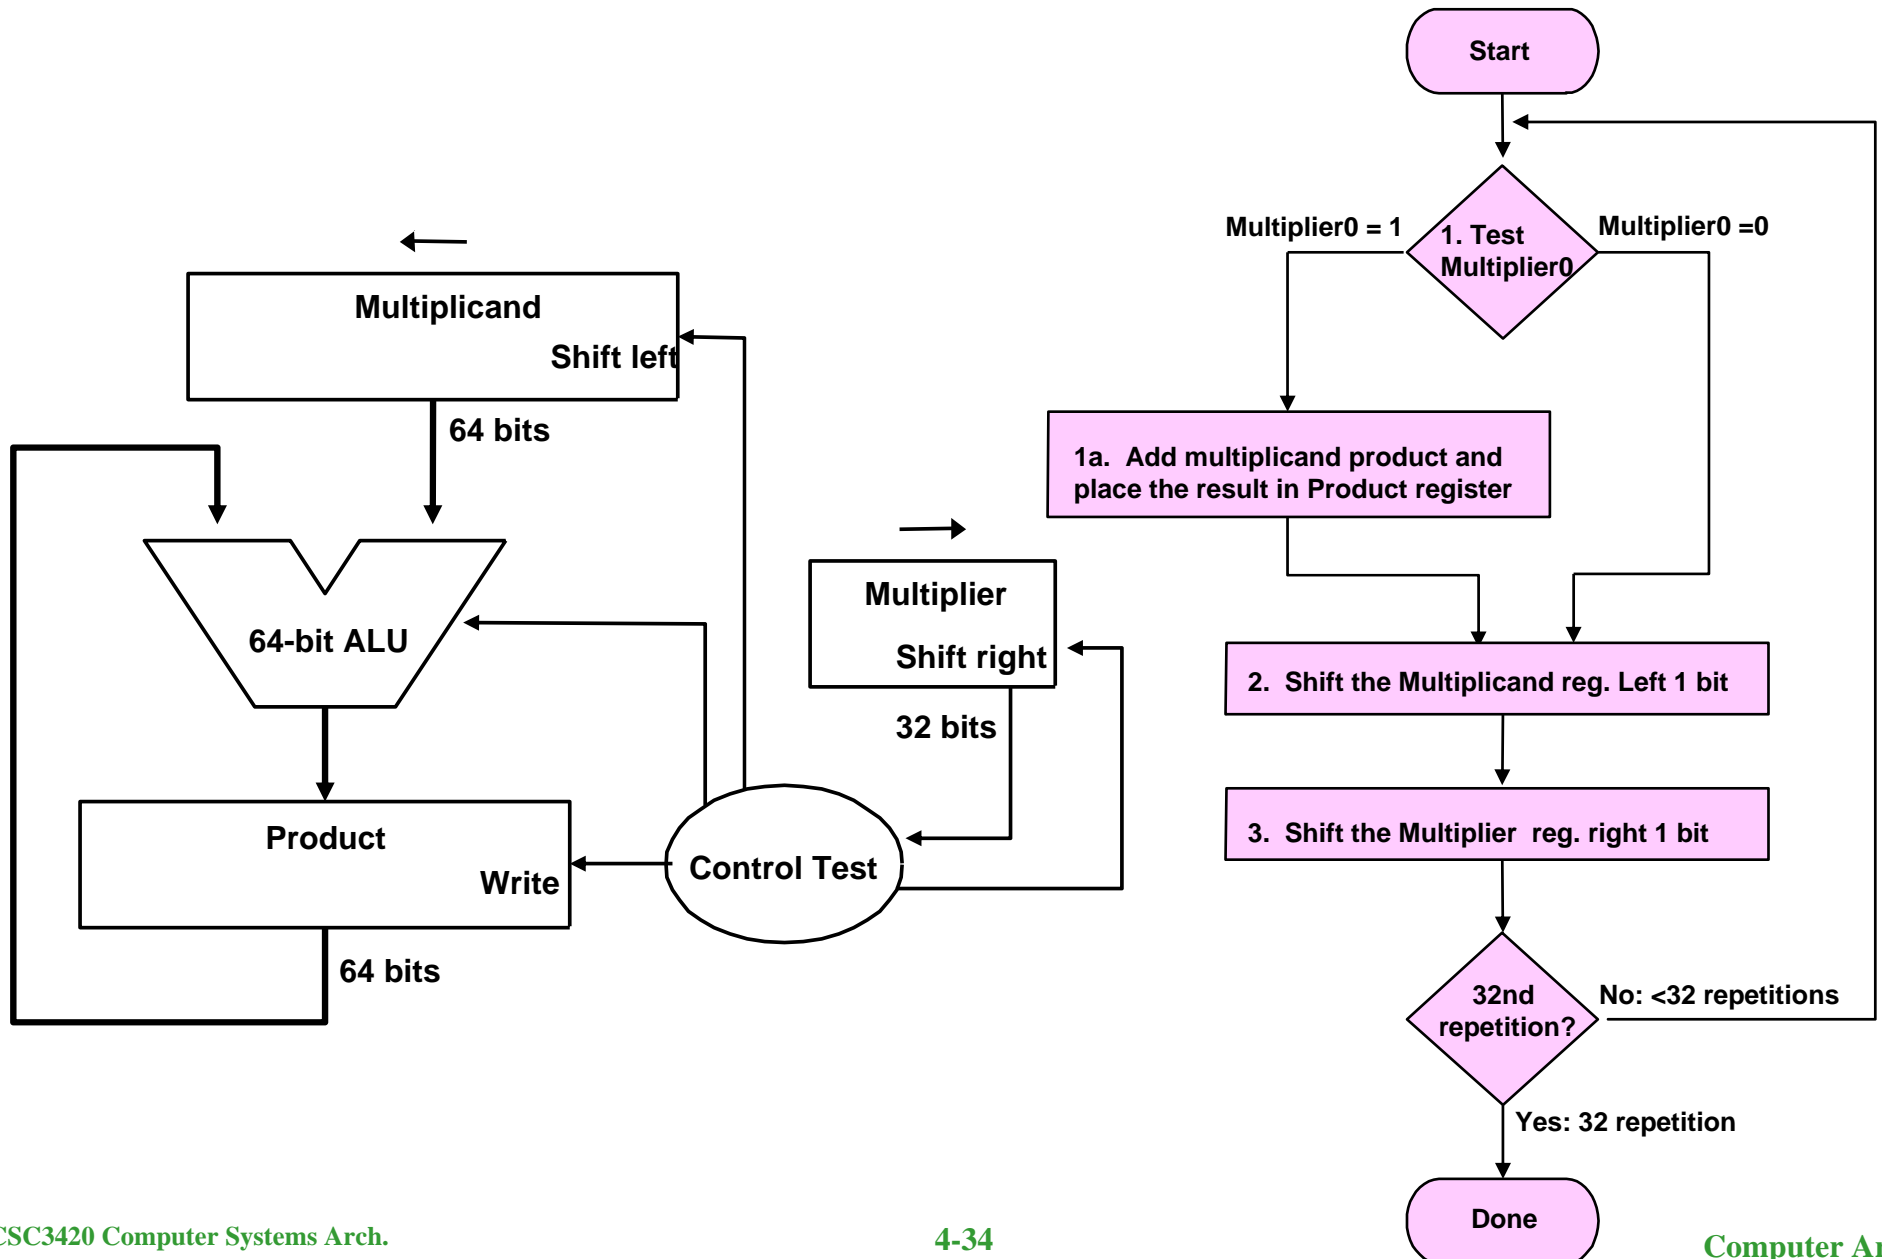 Multiplicand
Shift left
64 bits
64-bit ALU
Product
Write
64 bits
Multiplier
Shift right
32 bits
Control Test
Start
Multiplier0 = 1
1. Test
Multiplier0
Multiplier0 =0
1a. Add multiplicand product and
place the result in Product register
2. Shift the Multiplicand reg. Left 1 bit
3. Shift the Multiplier reg. right 1 bit
32nd
repetition?
No: <32 repetitions
Yes: 32 repetition
Done
CSC3420 Computer Systems Arch.
4-34
Computer Ar